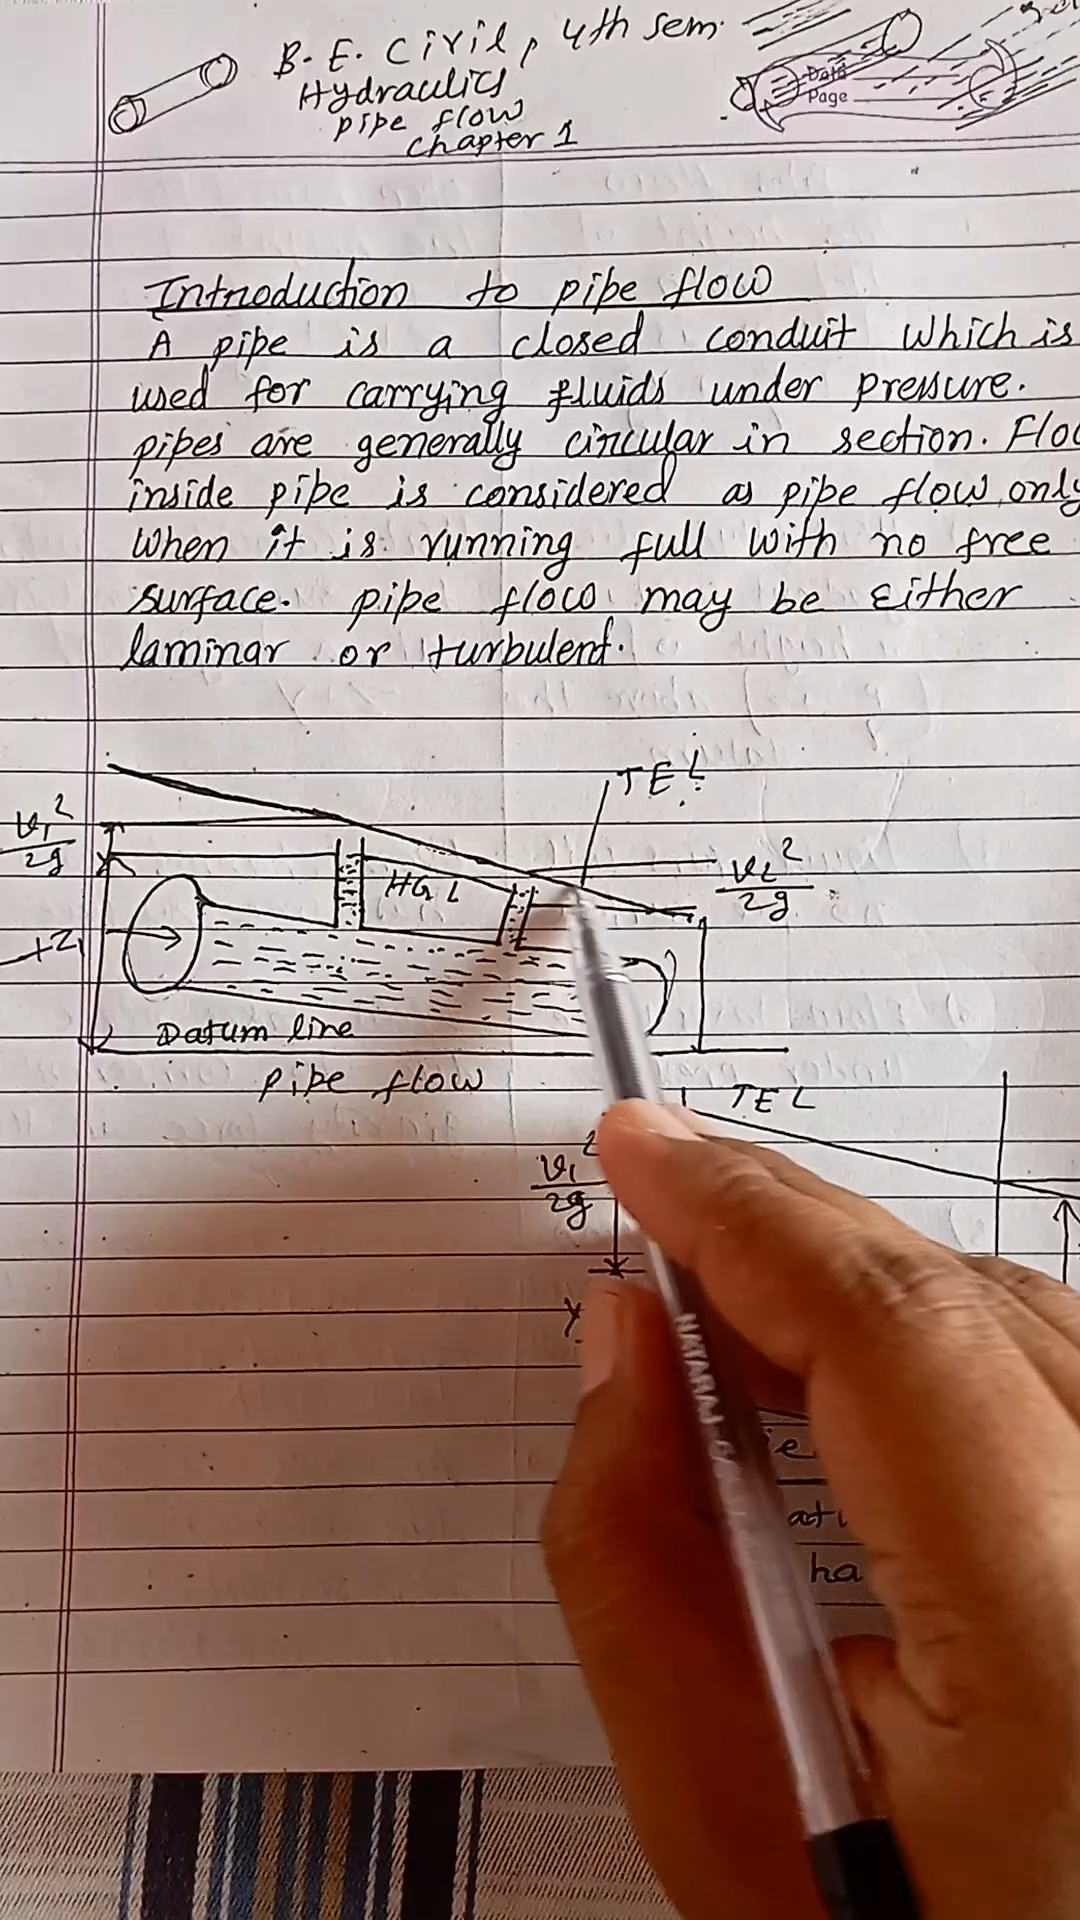 B.E. Civil, 4th sem.
Hydraulics
pipe flow
chapter 1
Date
Page
Introduction to pipe flow
A pipe is a closed conduit which is
used for carrying fluids under pressure.
pipes are generally circular in section. Flo
inside pipe is considered as pipe flow only
When it is running full with no free
surface. pipe flow may be Either
laminar or turbulent.
TEL
V₁²/2g
HGL
V₂²/2g
+Z₁
Datum line
pipe flow
TEL
V₁²/2g
Y
ha